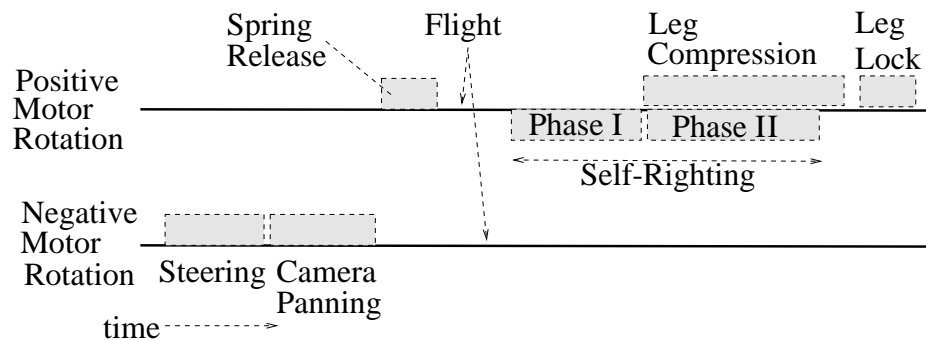 Spring
Release
Flight
Leg
Compression
Leg
Lock
Positive
Motor
Rotation
Phase I
Phase II
Self-Righting
Negative
Motor
Rotation
Steering
Camera
Panning
time